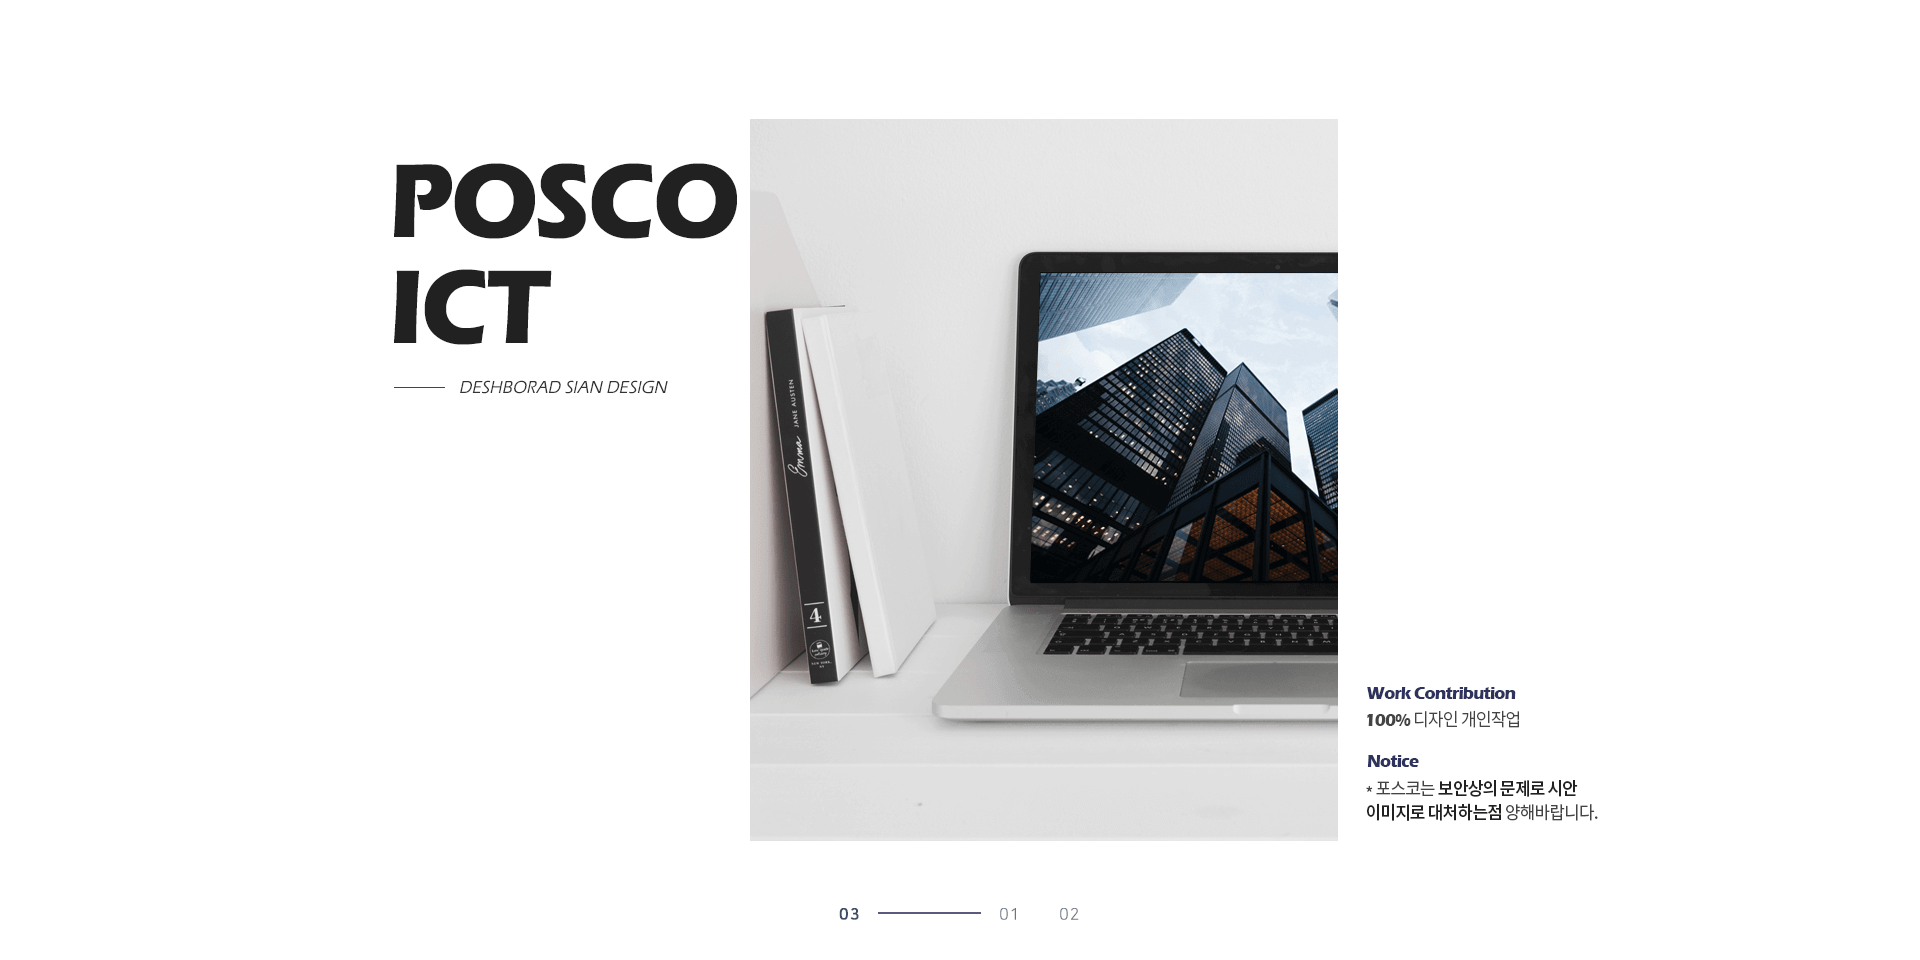 POSCO
ICT
DESHBORAD SIAN DESIGN
JANE AUSTEN
Emma
4
NEW YORK,
Work Contribution
100% 디자인 개인작업
Notice
* 포스코는 보안상의 문제로 시안
이미지로 대처하는점 양해바랍니다.
03 01 02